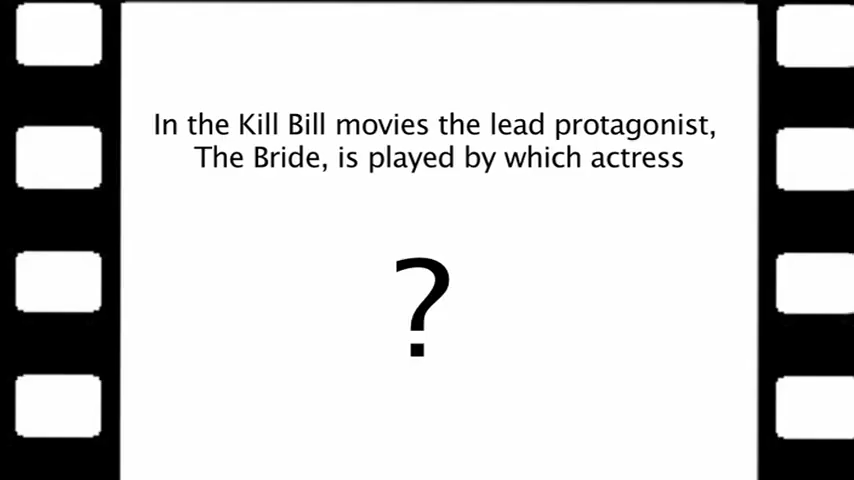 In the Kill Bill movies the lead protagonist,
The Bride, is played by which actress
?